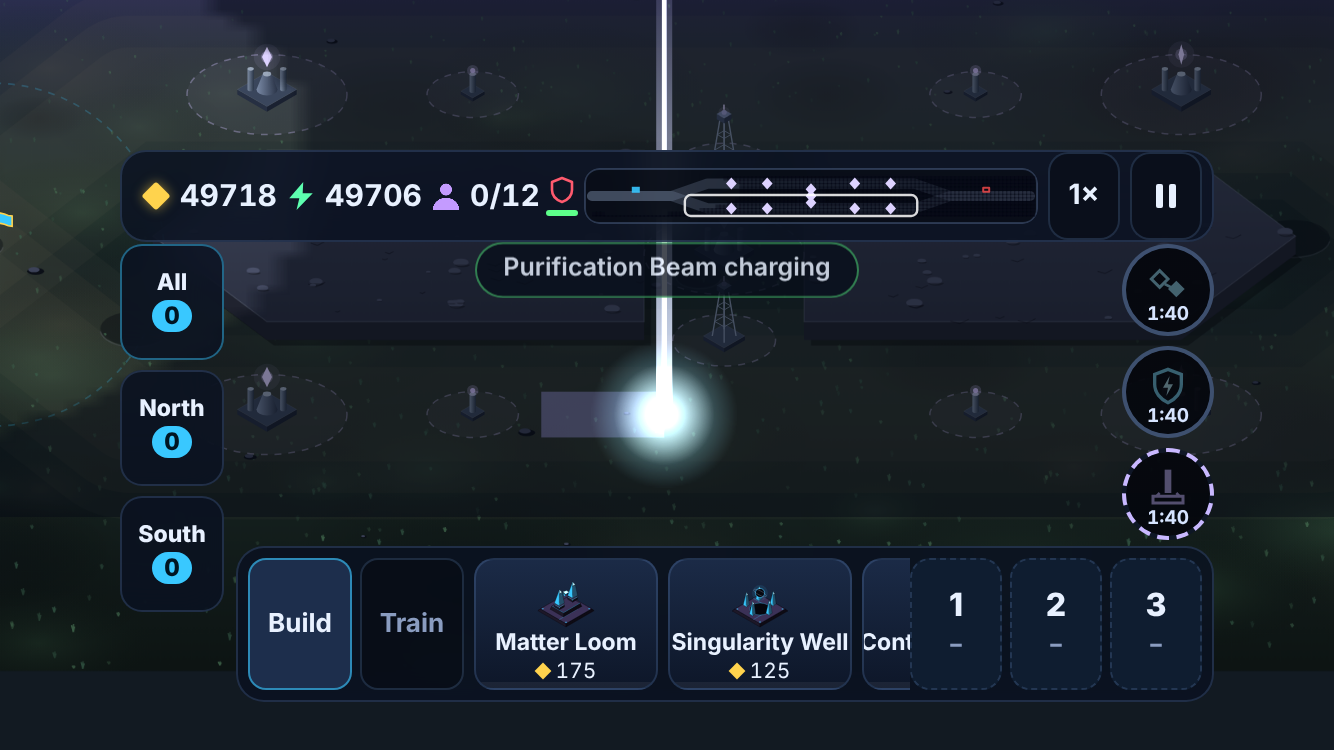 49718 49706 0/12 1×
Purification Beam charging
All
0
North
0
South
0
1:40
1:40
1:40
Build
Train
Matter Loom
175
Singularity Well
125
Cont
1
–
2
–
3
–